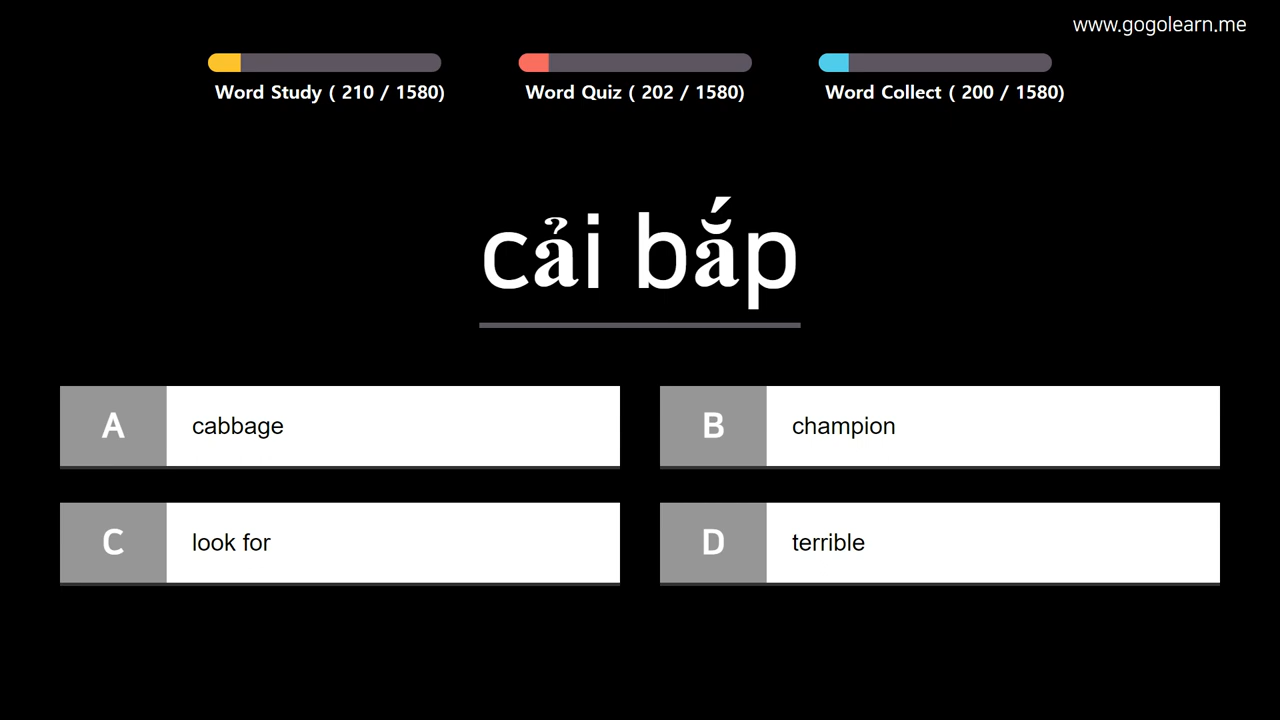 www.gogolearn.me
Word Study ( 210 / 1580)
Word Quiz ( 202 / 1580)
Word Collect ( 200 / 1580)
cải bắp
A cabbage
B champion
C look for
D terrible